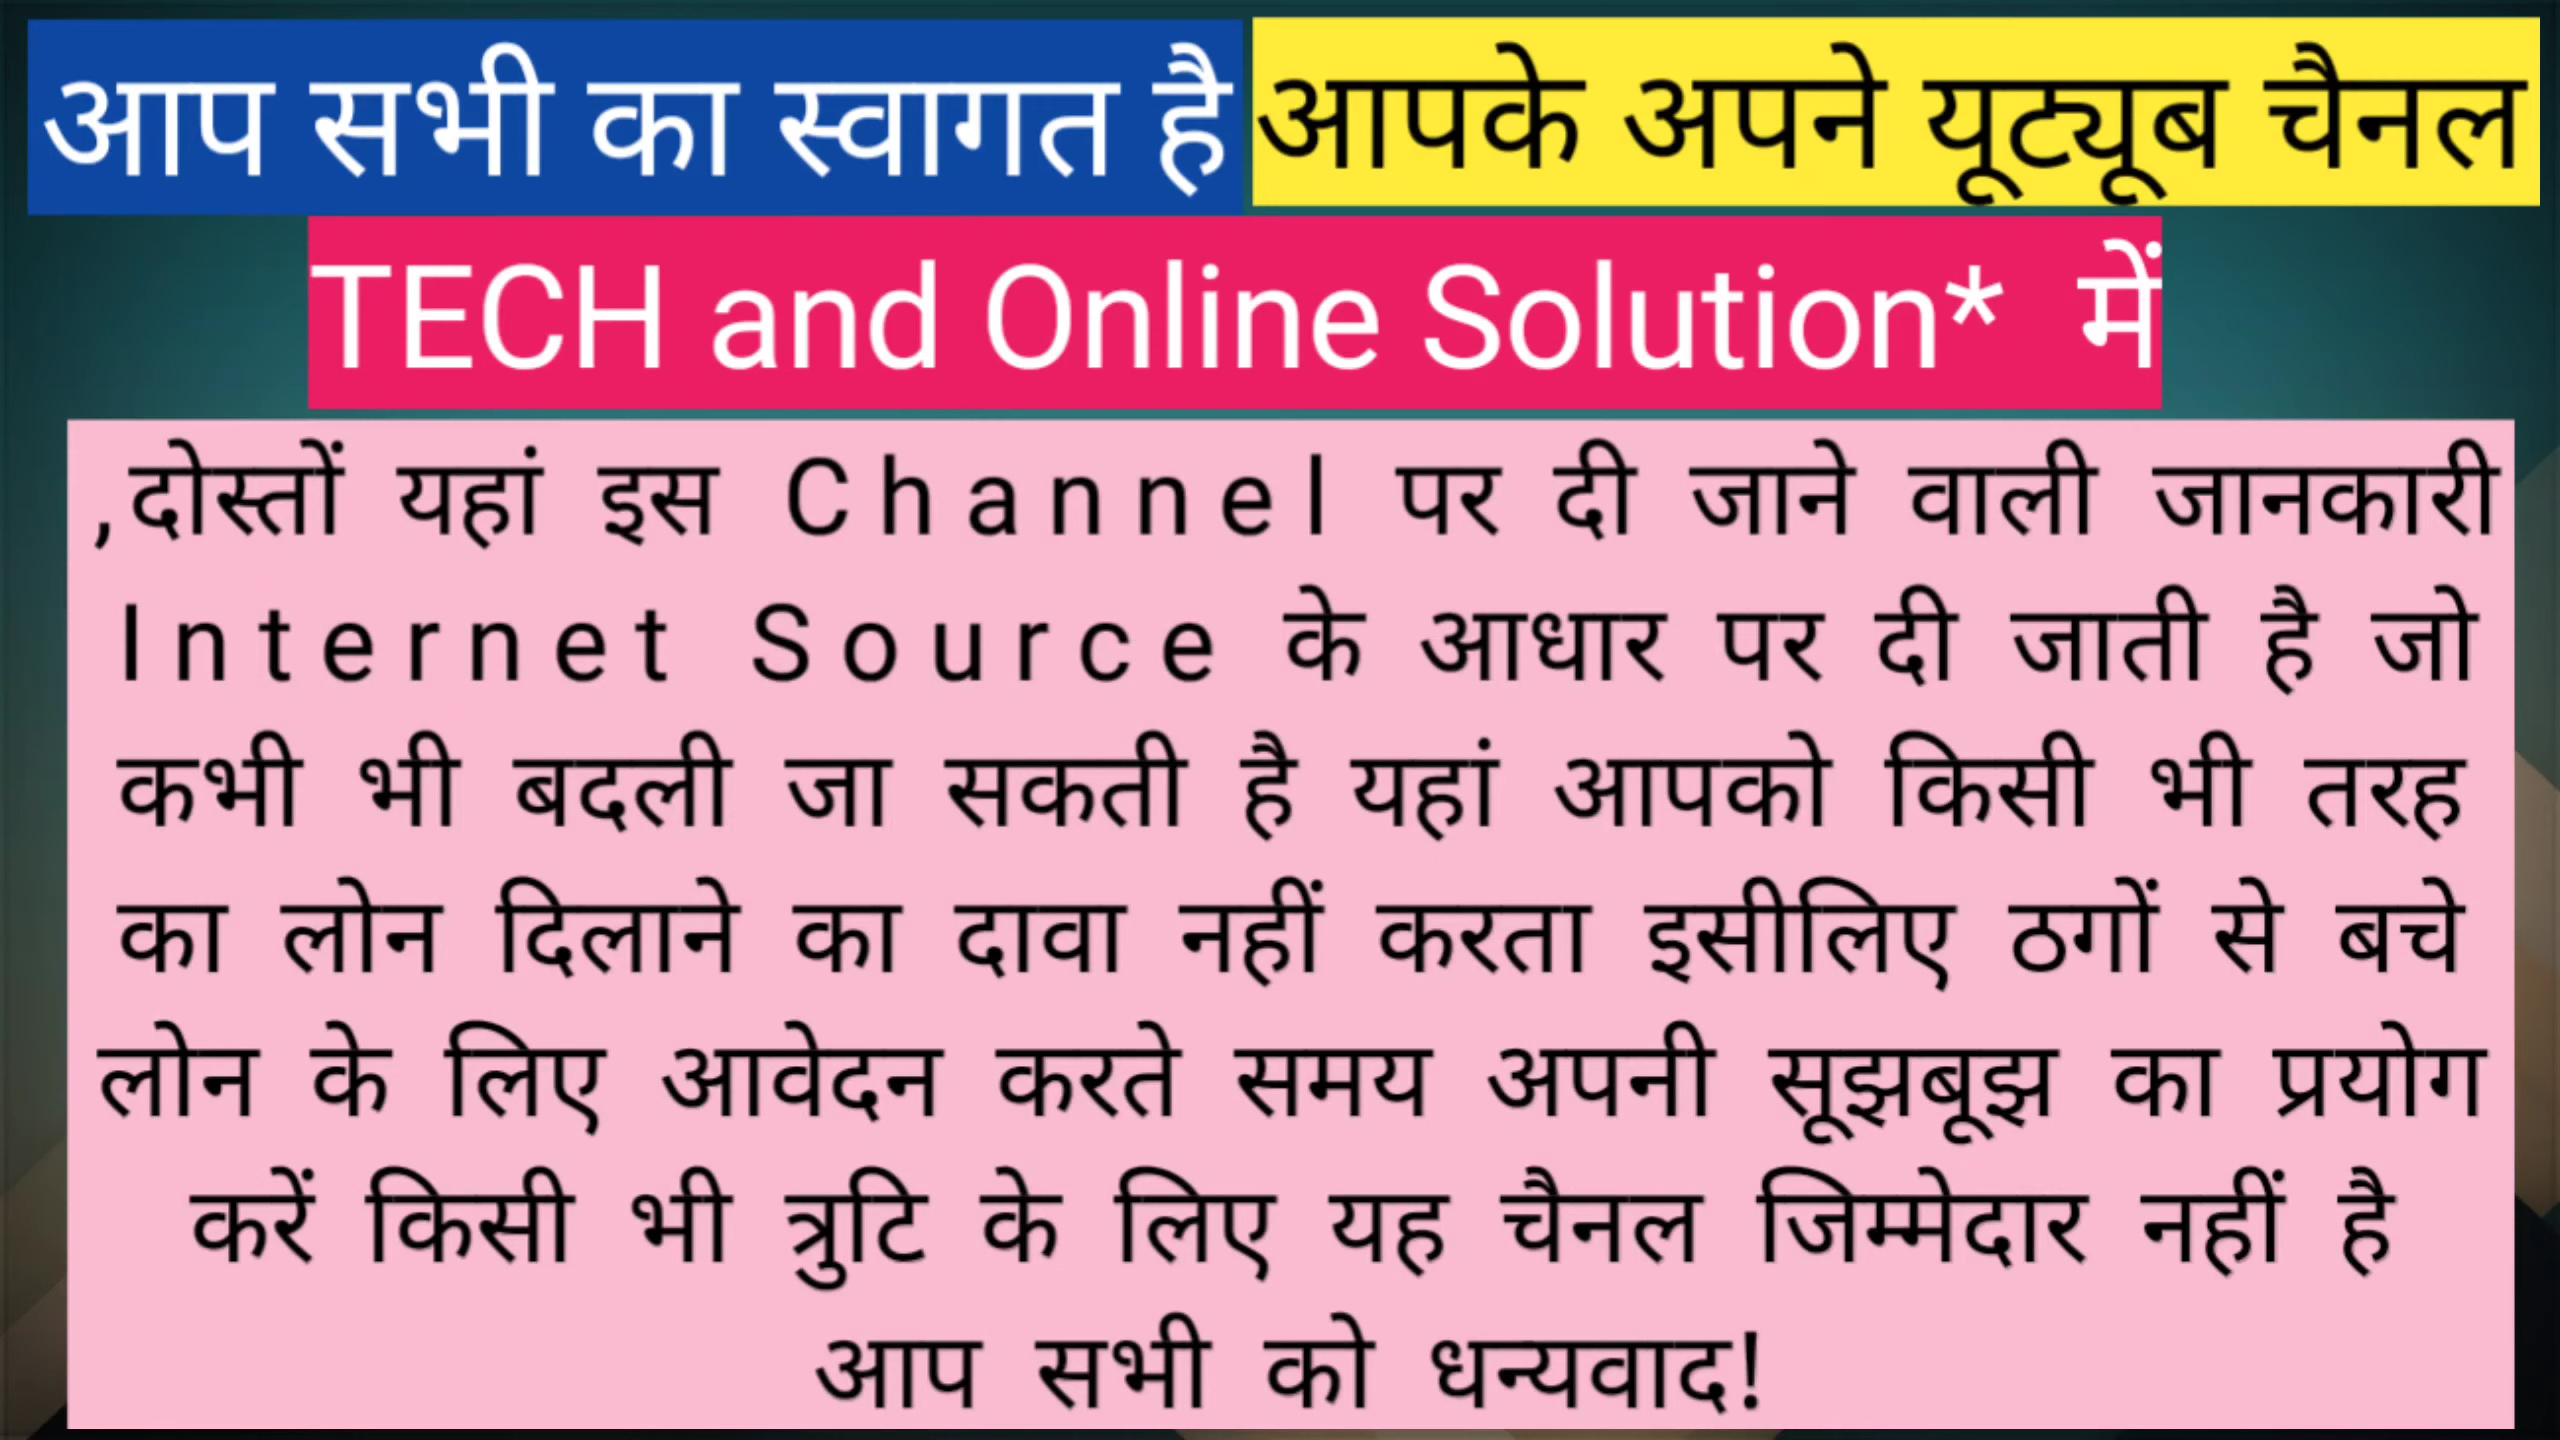 आप सभी का स्वागत है आपके अपने यूट्यूब चैनल
TECH and Online Solution* में
,दोस्तों यहां इस Channel पर दी जाने वाली जानकारी
Internet Source के आधार पर दी जाती है जो
कभी भी बदली जा सकती है यहां आपको किसी भी तरह
का लोन दिलाने का दावा नहीं करता इसीलिए ठगों से बचे
लोन के लिए आवेदन करते समय अपनी सूझबूझ का प्रयोग
करें किसी भी त्रुटि के लिए यह चैनल जिम्मेदार नहीं है
आप सभी को धन्यवाद!